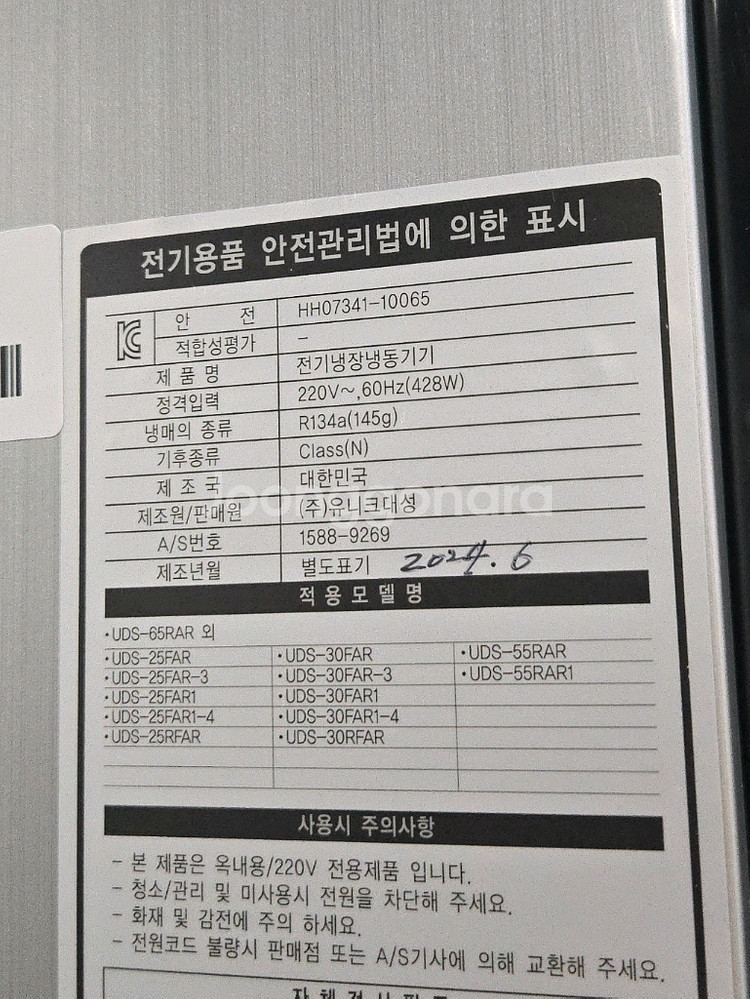 전기용품 안전관리법에 의한 표시
안 전 HH07341-10065
적합성평가 -
제 품 명 전기냉장냉동기기
정격입력 220V~,60Hz(428W)
냉매의 종류 R134a(145g)
기후종류 Class(N)
제 조 국 대한민국
제조원/판매원 (주)유니크대성
A/S번호 1588-9269
제조년월 별도표기 2024.6
joonggonara
적 용 모 델 명
•UDS-65RAR 외
•UDS-25FAR •UDS-30FAR •UDS-55RAR
•UDS-25FAR-3 •UDS-30FAR-3 •UDS-55RAR1
•UDS-25FAR1 •UDS-30FAR1
•UDS-25FAR1-4 •UDS-30FAR1-4
•UDS-25RFAR •UDS-30RFAR
사용시 주의사항
- 본 제품은 옥내용/220V 전용제품 입니다.
- 청소/관리 및 미사용시 전원을 차단해 주세요.
- 화재 및 감전에 주의 하세요.
- 전원코드 불량시 판매점 또는 A/S기사에 의해 교환해 주세요.